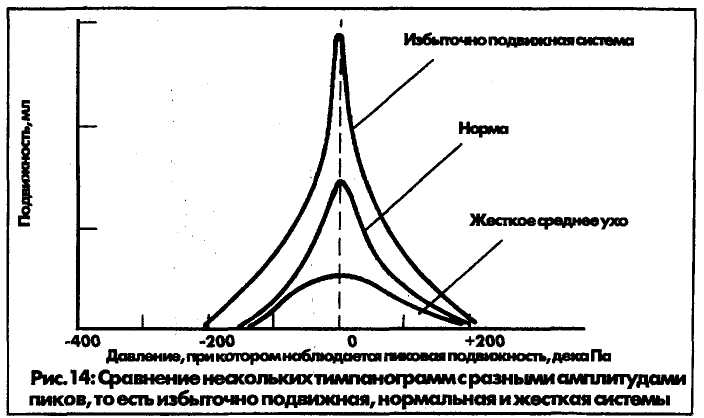 Избыточно подвижная система
Подвижность, мл
Норма
Жесткое среднее ухо
-400 -200 0 +200
Давление, при котором наблюдается пиковая подвижность, дека Па
Рис. 14: Сравнение нескольких тимпанограмм с разными амплитудами
пиков, то есть избыточно подвижная, нормальная и жесткая системы